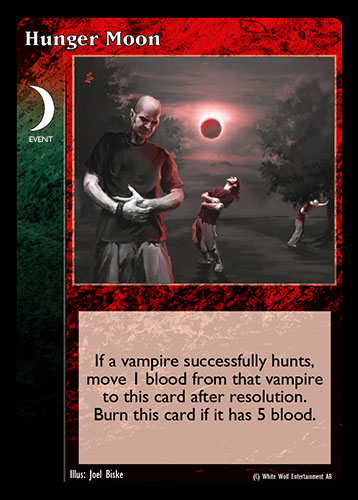 Hunger Moon
EVENT
If a vampire successfully hunts,
move 1 blood from that vampire
to this card after resolution.
Burn this card if it has 5 blood.
Illus: Joel Biske
(C) White Wolf Entertainment AB